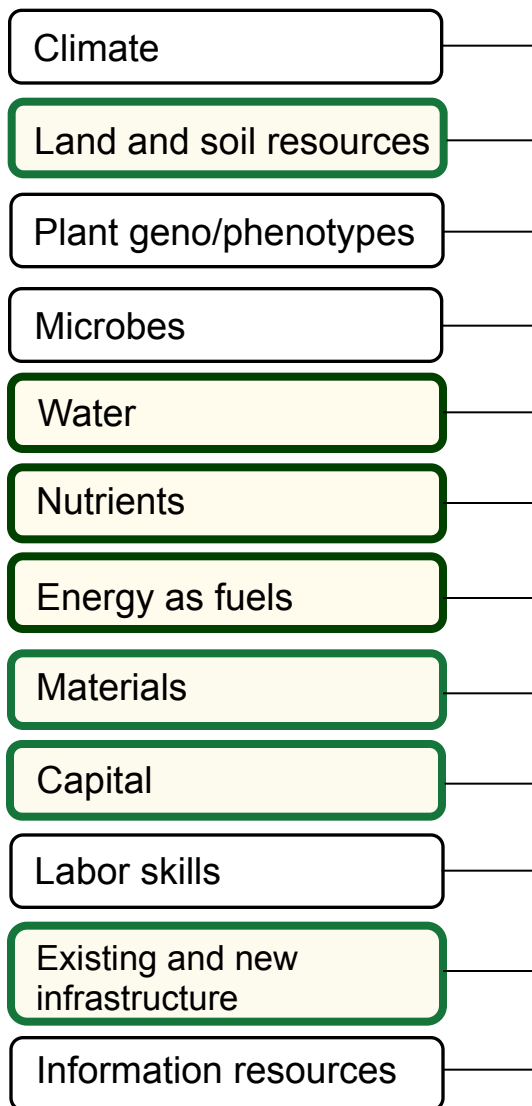 Climate
Land and soil resources
Plant geno/phenotypes
Microbes
Water
Nutrients
Energy as fuels
Materials
Capital
Labor skills
Existing and new
infrastructure
Information resources